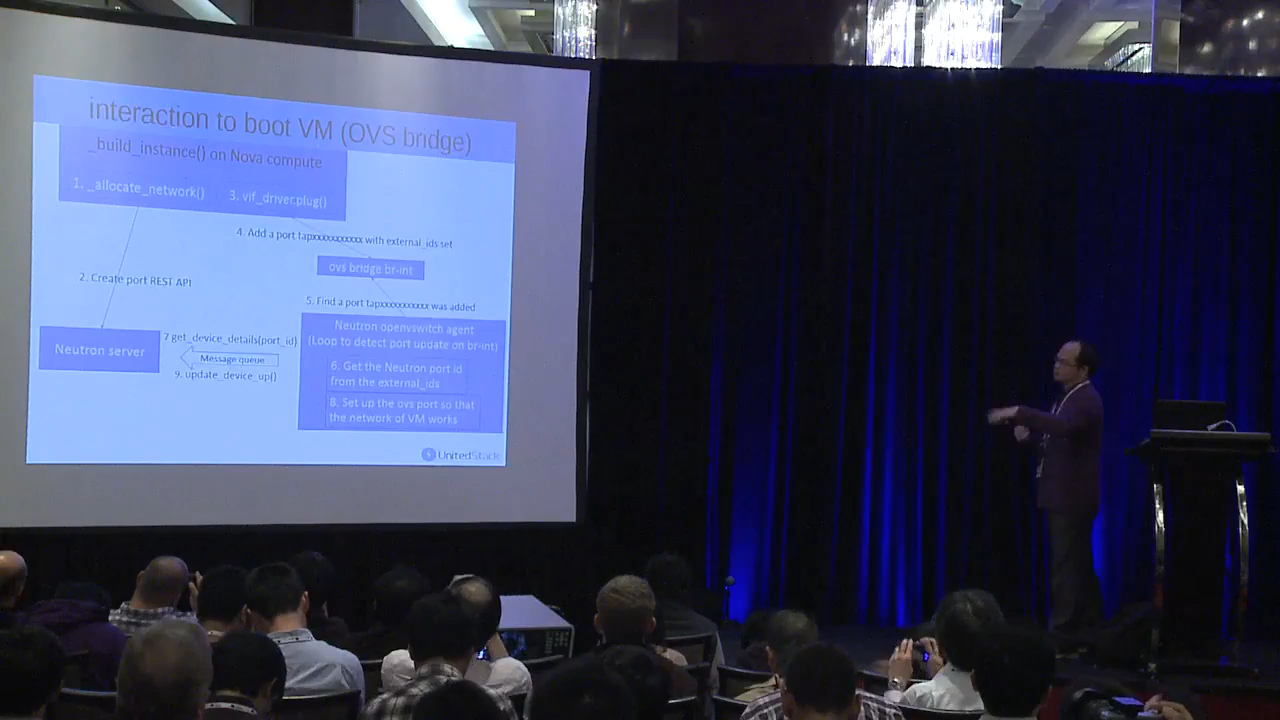 interaction to boot VM (OVS bridge)
_build_instance() on Nova compute
1. _allocate_network()
3. vif_driver.plug()
4. Add a port tapxxxxxxxxxx with external_ids set
ovs bridge br-int
2. Create port REST API
5. Find a port tapxxxxxxxxxx was added
Neutron server
7 get_device_details(port_id)
Message queue
9. update_device_up()
Neutron openvswitch agent
(Loop to detect port update on br-int)
6. Get the Neutron port id
from the external_ids
8. Set up the ovs port so that
the network of VM works
UnitedStack